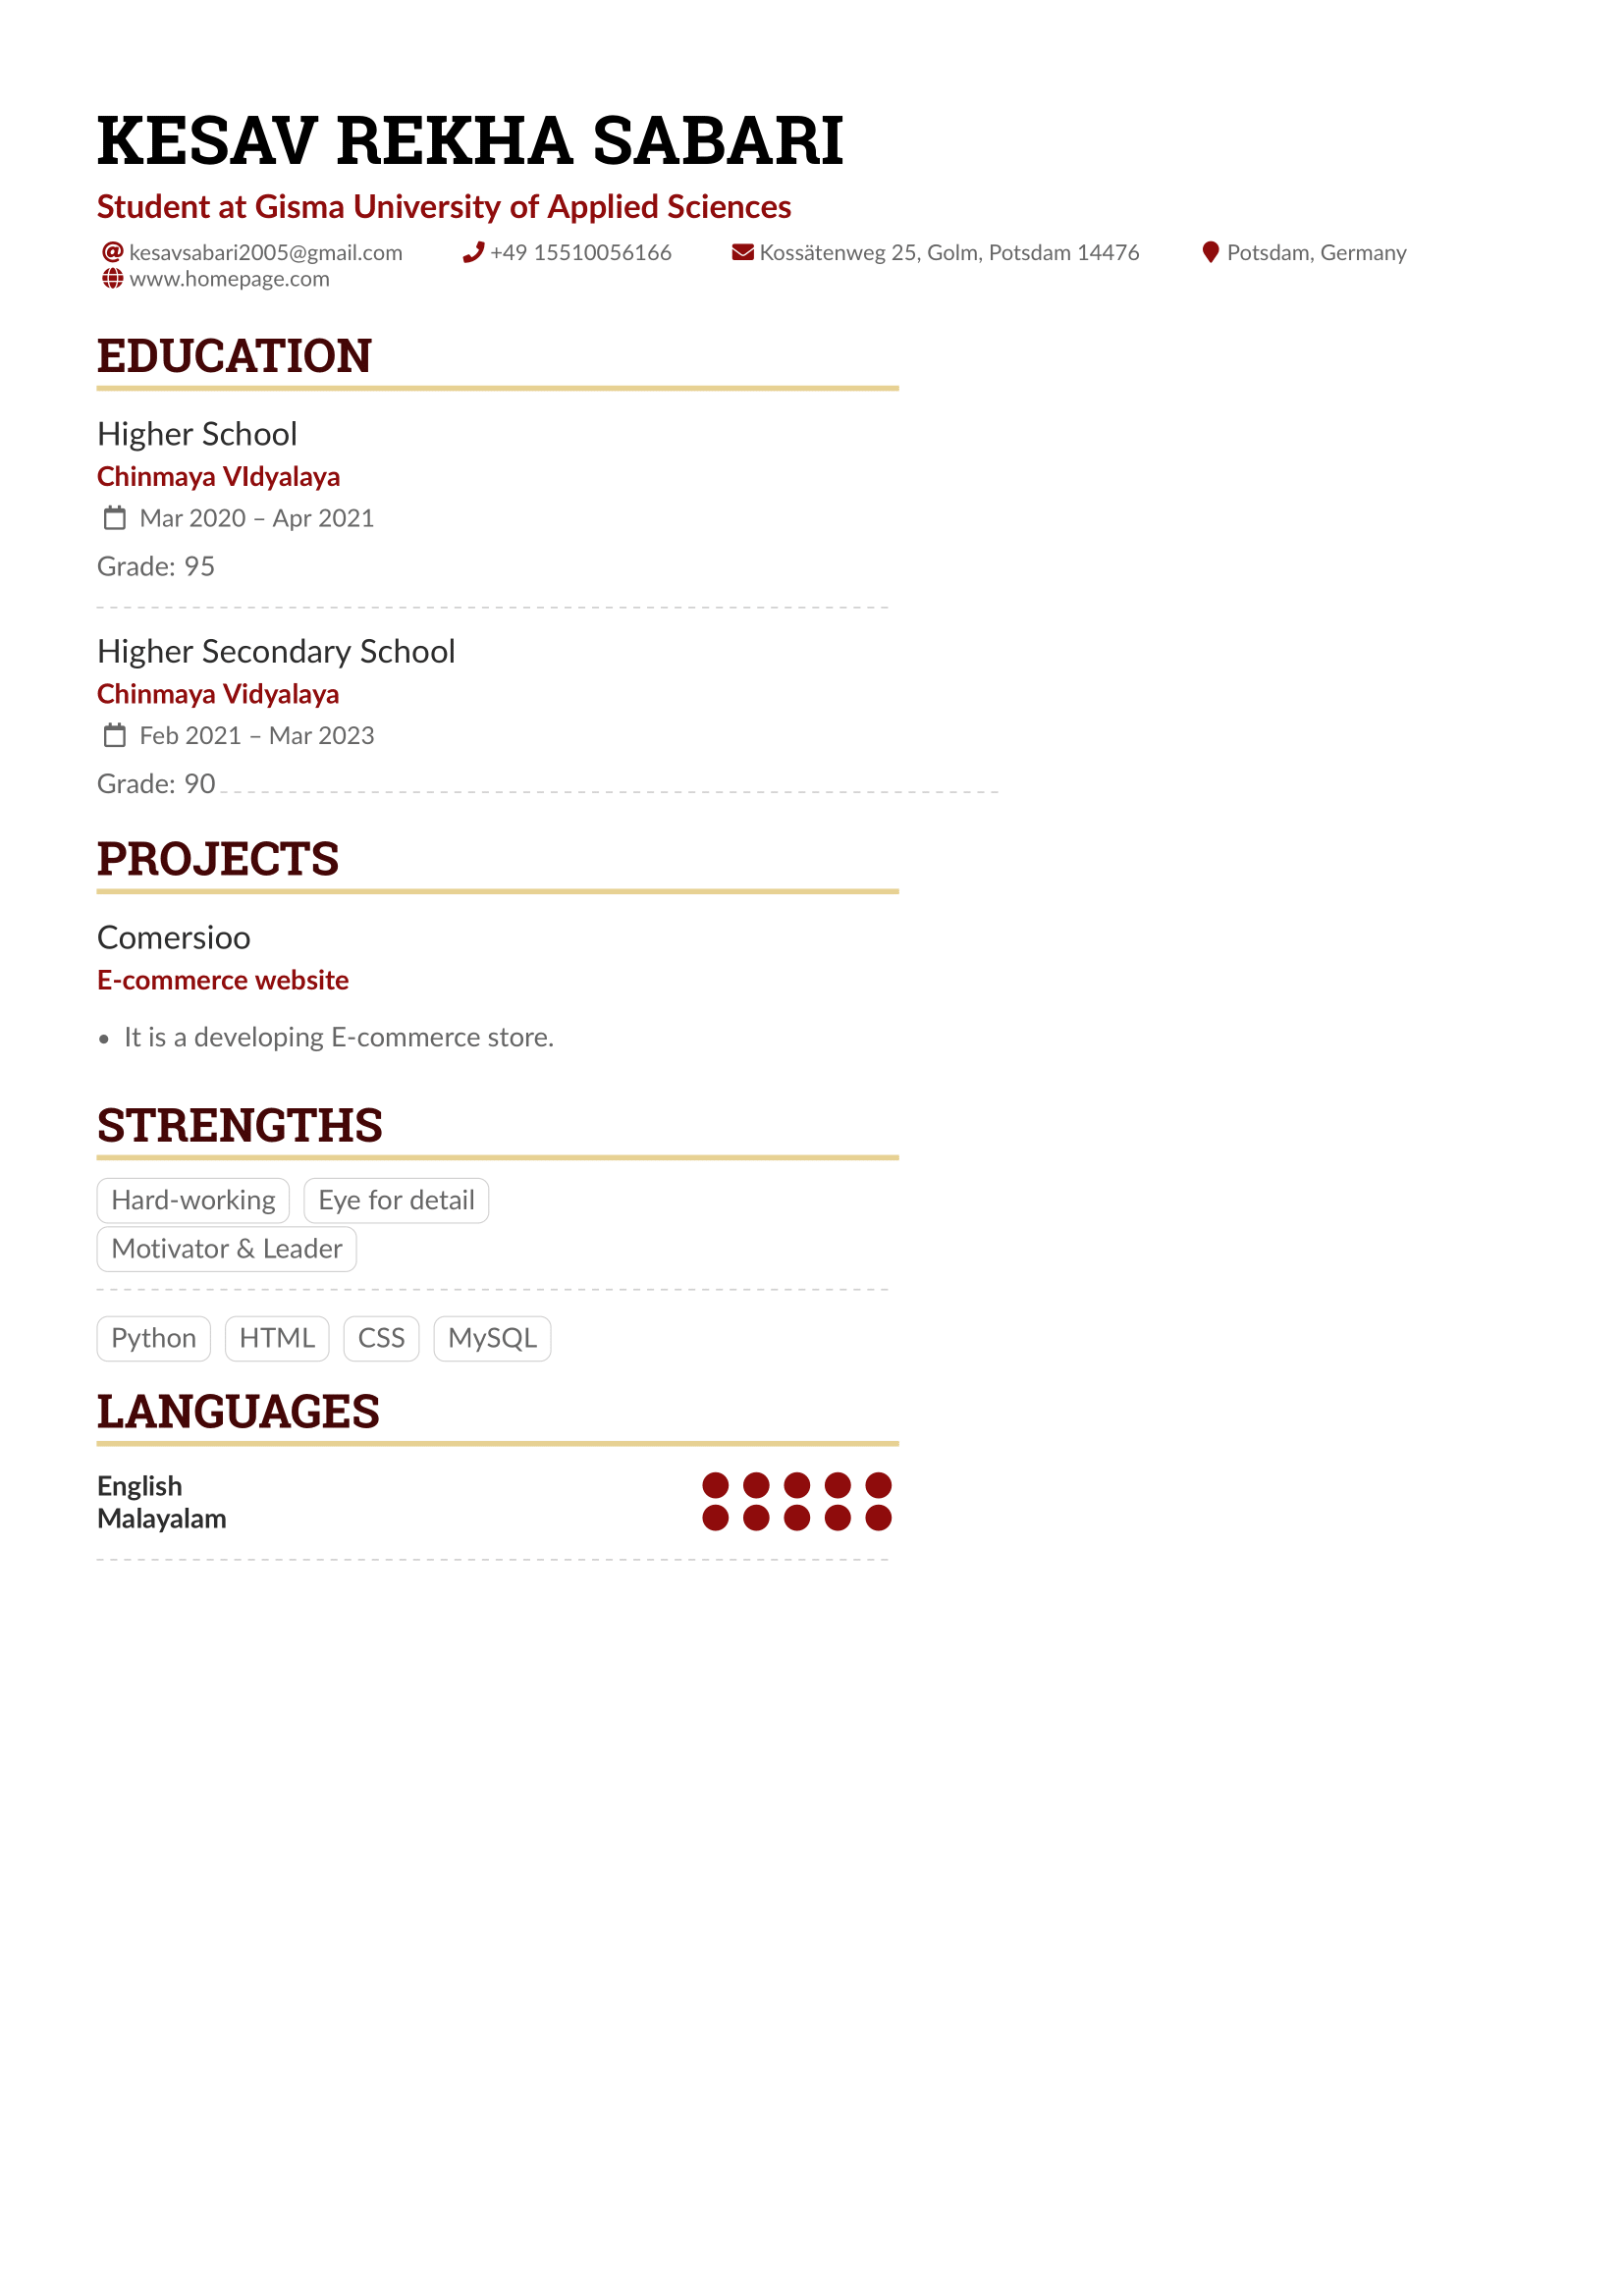 KESAV REKHA SABARI
Student at Gisma University of Applied Sciences
kesavsabari2005@gmail.com +49 15510056166 Kossätenweg 25, Golm, Potsdam 14476 Potsdam, Germany
www.homepage.com
EDUCATION
Higher School
Chinmaya VIdyalaya
Mar 2020 – Apr 2021
Grade: 95
Higher Secondary School
Chinmaya Vidyalaya
Feb 2021 – Mar 2023
Grade: 90
PROJECTS
Comersioo
E-commerce website
• It is a developing E-commerce store.
STRENGTHS
Hard-working Eye for detail
Motivator & Leader
Python HTML CSS MySQL
LANGUAGES
English
Malayalam